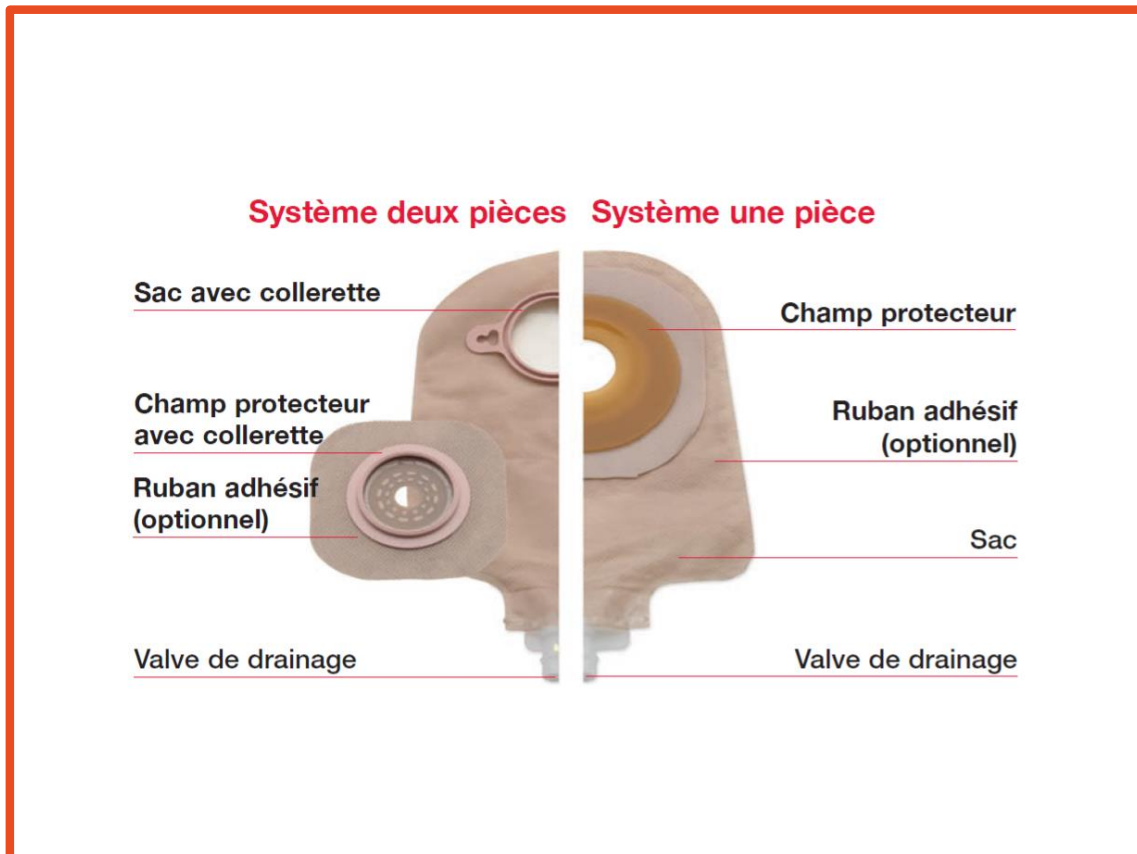 Système deux pièces
Système une pièce
Sac avec collerette
Champ protecteur
avec collerette
Ruban adhésif
(optionnel)
Valve de drainage
Champ protecteur
Ruban adhésif
(optionnel)
Sac
Valve de drainage